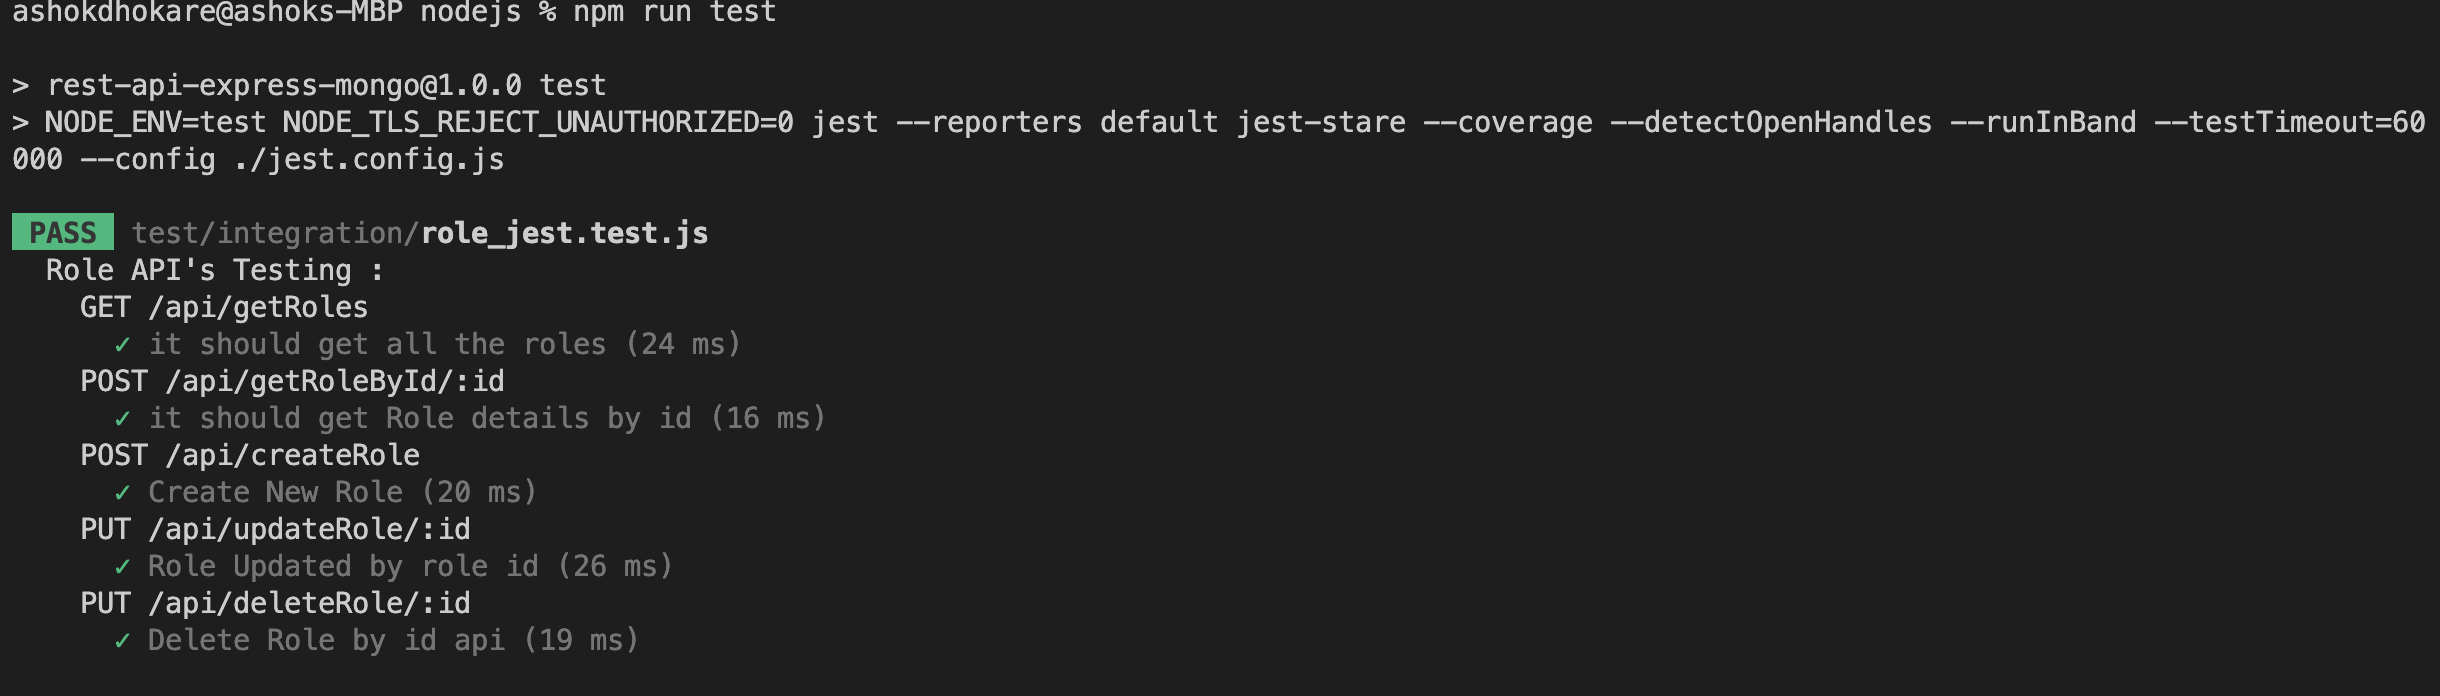 ashokdhokare@ashoks-MBP nodejs % npm run test
> rest-api-express-mongo@1.0.0 test
> NODE_ENV=test NODE_TLS_REJECT_UNAUTHORIZED=0 jest --reporters default jest-stare --coverage --detectOpenHandles --runInBand --testTimeout=60
000 --config ./jest.config.js
PASS test/integration/role_jest.test.js
Role API's Testing :
GET /api/getRoles
✓ it should get all the roles (24 ms)
POST /api/getRoleById/:id
✓ it should get Role details by id (16 ms)
POST /api/createRole
✓ Create New Role (20 ms)
PUT /api/updateRole/:id
✓ Role Updated by role id (26 ms)
PUT /api/deleteRole/:id
✓ Delete Role by id api (19 ms)